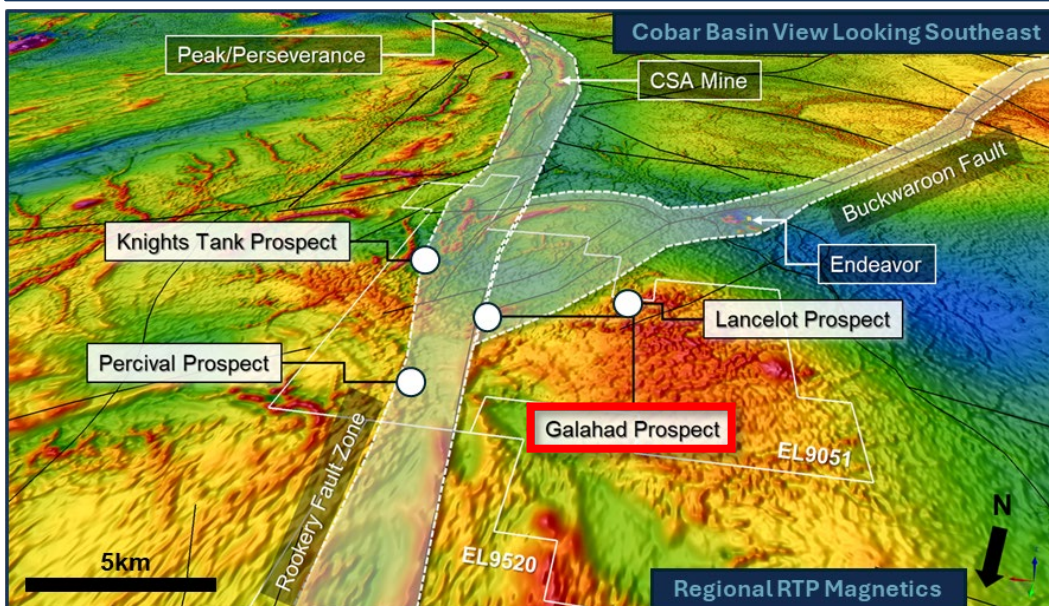 Cobar Basin View Looking Southeast
Peak/Perseverance
CSA Mine
Buckwaroon Fault
Knights Tank Prospect
Endeavor
Lancelot Prospect
Percival Prospect
Galahad Prospect
EL9051
Rookery Fault Zone
N
5km
EL9520
Regional RTP Magnetics